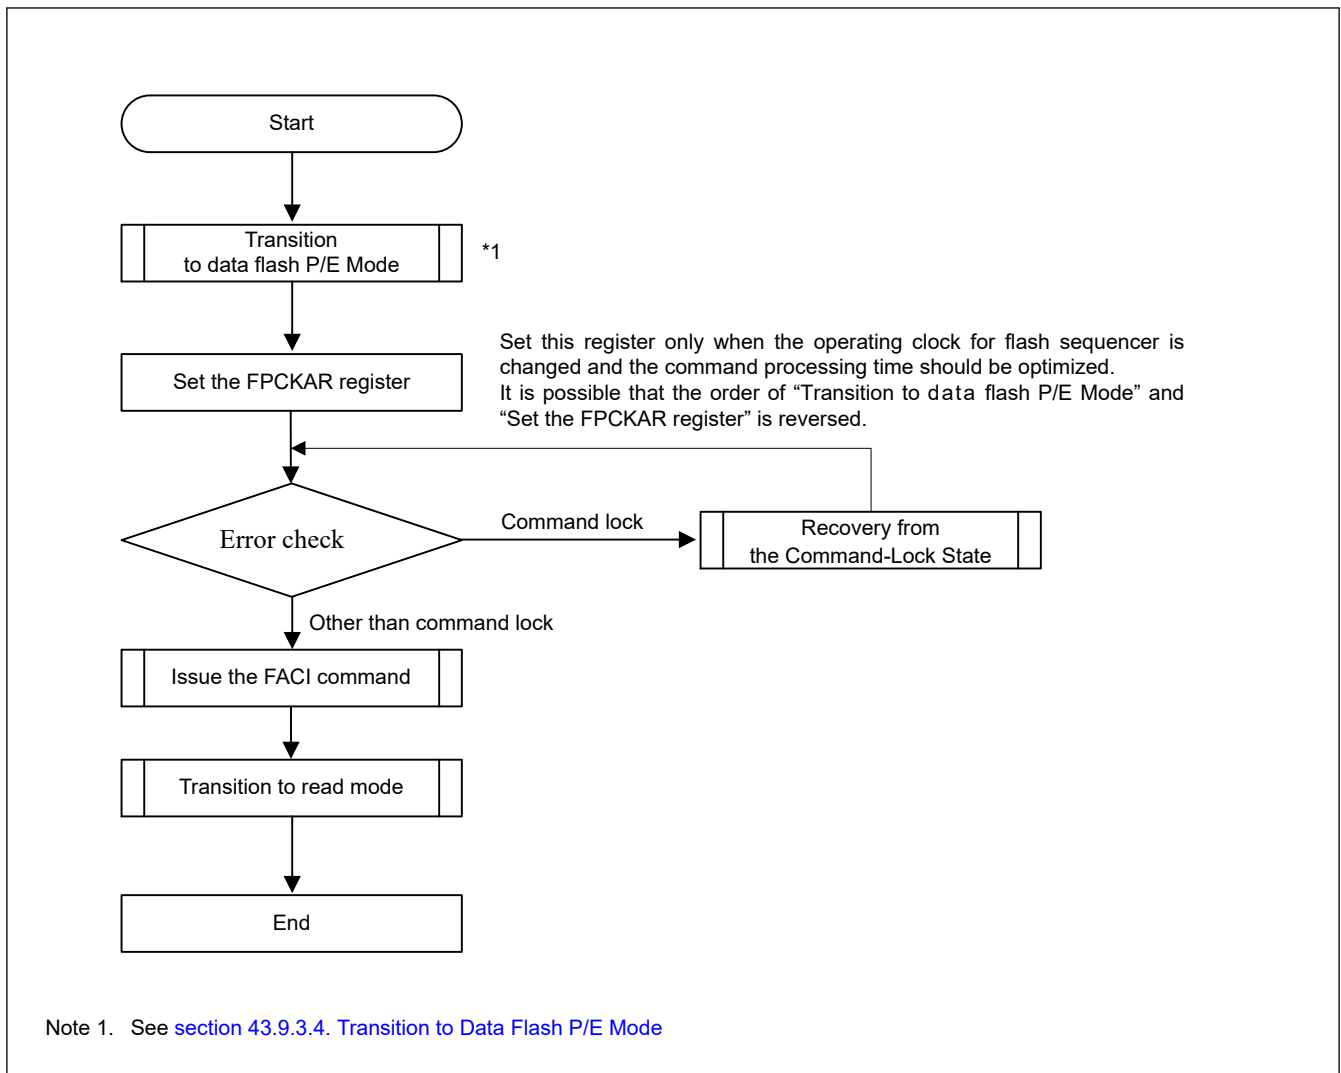 Start
Transition
to data flash P/E Mode
*1
Set the FPCKAR register
Set this register only when the operating clock for flash sequencer is
changed and the command processing time should be optimized.
It is possible that the order of “Transition to data flash P/E Mode” and
“Set the FPCKAR register” is reversed.
Error check
Command lock
Recovery from
the Command-Lock State
Other than command lock
Issue the FACI command
Transition to read mode
End
Note 1. See section 43.9.3.4. Transition to Data Flash P/E Mode